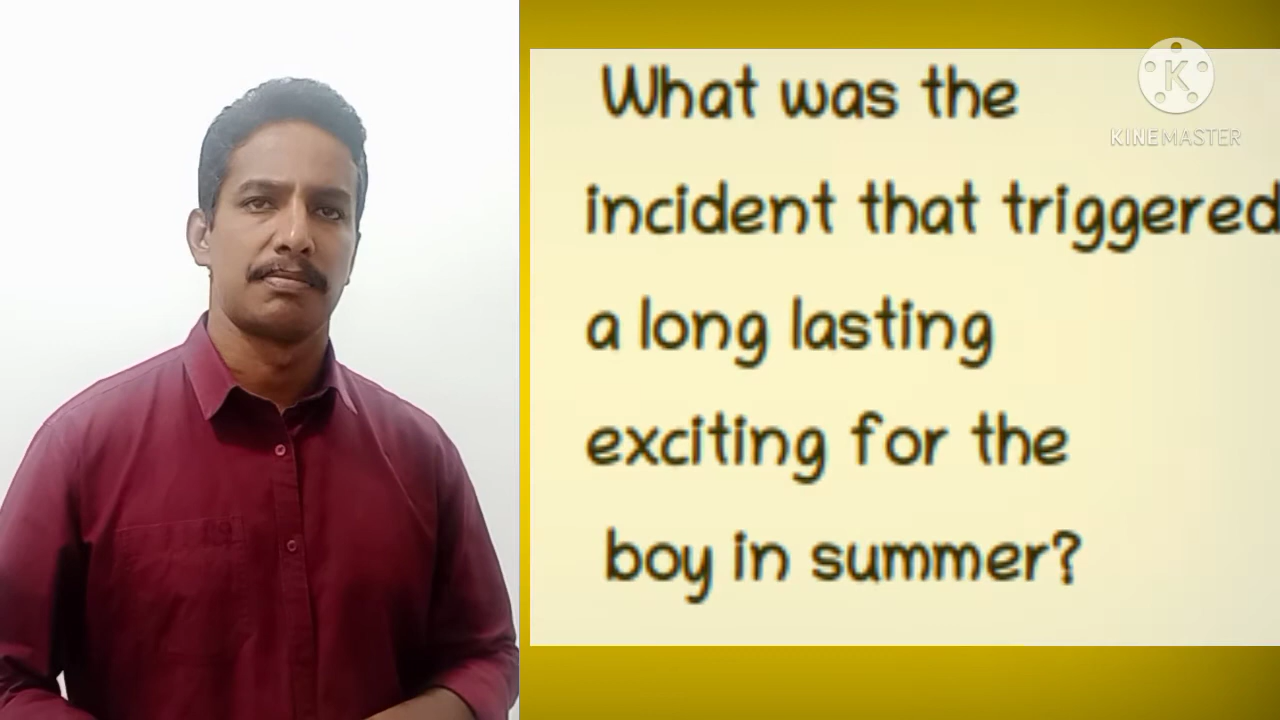 What was the
incident that triggered
a long lasting
exciting for the
boy in summer?
K
KINEMASTER